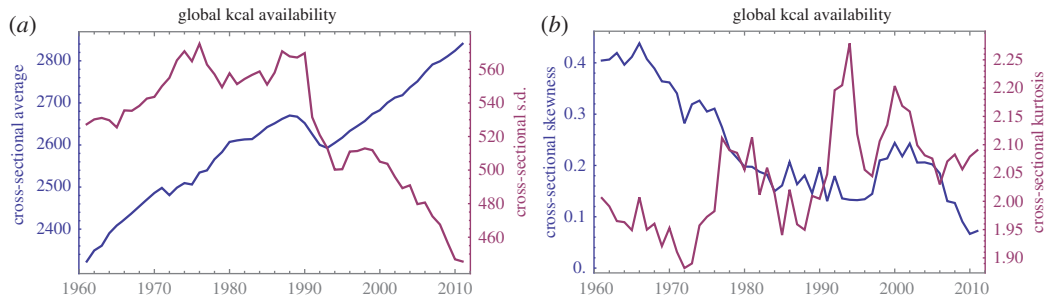 (a)
global kcal availability
cross-sectional average
2800
2700
2600
2500
2400
560
540
520
500
480
460
cross-sectional s.d.
1960 1970 1980 1990 2000 2010
(b)
global kcal availability
cross-sectional skewness
0.4
0.3
0.2
0.1
0.
2.25
2.20
2.15
2.10
2.05
2.00
1.95
1.90
cross-sectional kurtosis
1960 1970 1980 1990 2000 2010